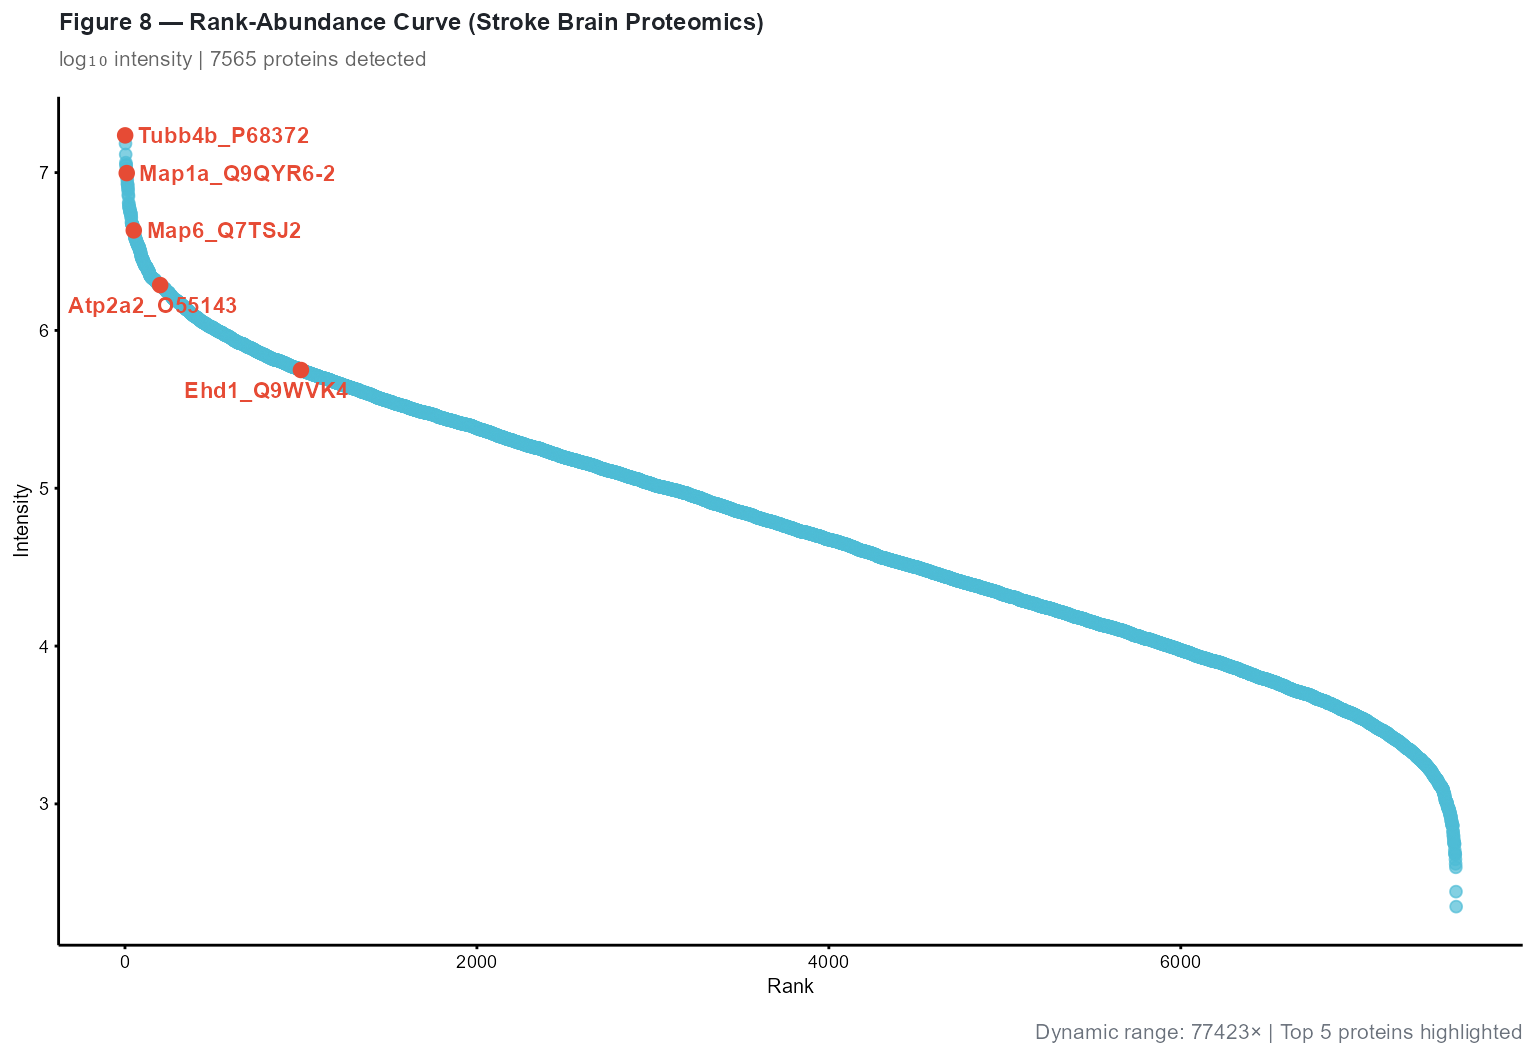 Figure 8 — Rank-Abundance Curve (Stroke Brain Proteomics)
log₁₀ intensity | 7565 proteins detected
Tubb4b_P68372
7
Map1a_Q9QYR6-2
Map6_Q7TSJ2
Atp2a2_O55143
6
Ehd1_Q9WVK4
5
Intensity
4
3
0 2000 4000 6000
Rank
Dynamic range: 77423× | Top 5 proteins highlighted